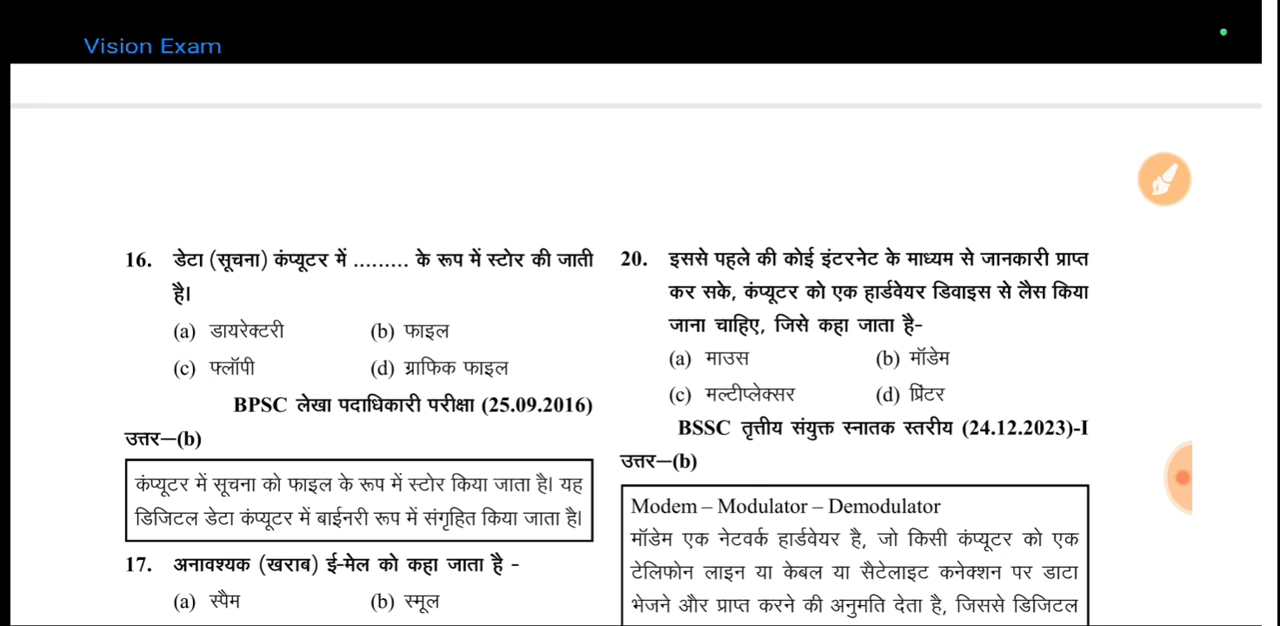 Vision Exam
16. डेटा (सूचना) कंप्यूटर में ......... के रूप में स्टोर की जाती
है।
(a) डायरेक्टरी (b) फाइल
(c) फ्लॉपी (d) ग्राफिक फाइल
BPSC लेखा पदाधिकारी परीक्षा (25.09.2016)
उत्तर—(b)
कंप्यूटर में सूचना को फाइल के रूप में स्टोर किया जाता है। यह
डिजिटल डेटा कंप्यूटर में बाईनरी रूप में संगृहित किया जाता है।
17. अनावश्यक (खराब) ई-मेल को कहा जाता है -
(a) स्पैम (b) स्मूल
20. इससे पहले की कोई इंटरनेट के माध्यम से जानकारी प्राप्त
कर सके, कंप्यूटर को एक हार्डवेयर डिवाइस से लैस किया
जाना चाहिए, जिसे कहा जाता है-
(a) माउस (b) मॉडेम
(c) मल्टीप्लेक्सर (d) प्रिंटर
BSSC तृत्तीय संयुक्त स्नातक स्तरीय (24.12.2023)-I
उत्तर—(b)
Modem – Modulator – Demodulator
मॉडेम एक नेटवर्क हार्डवेयर है, जो किसी कंप्यूटर को एक
टेलिफोन लाइन या केबल या सैटेलाइट कनेक्शन पर डाटा
भेजने और प्राप्त करने की अनुमति देता है, जिससे डिजिटल